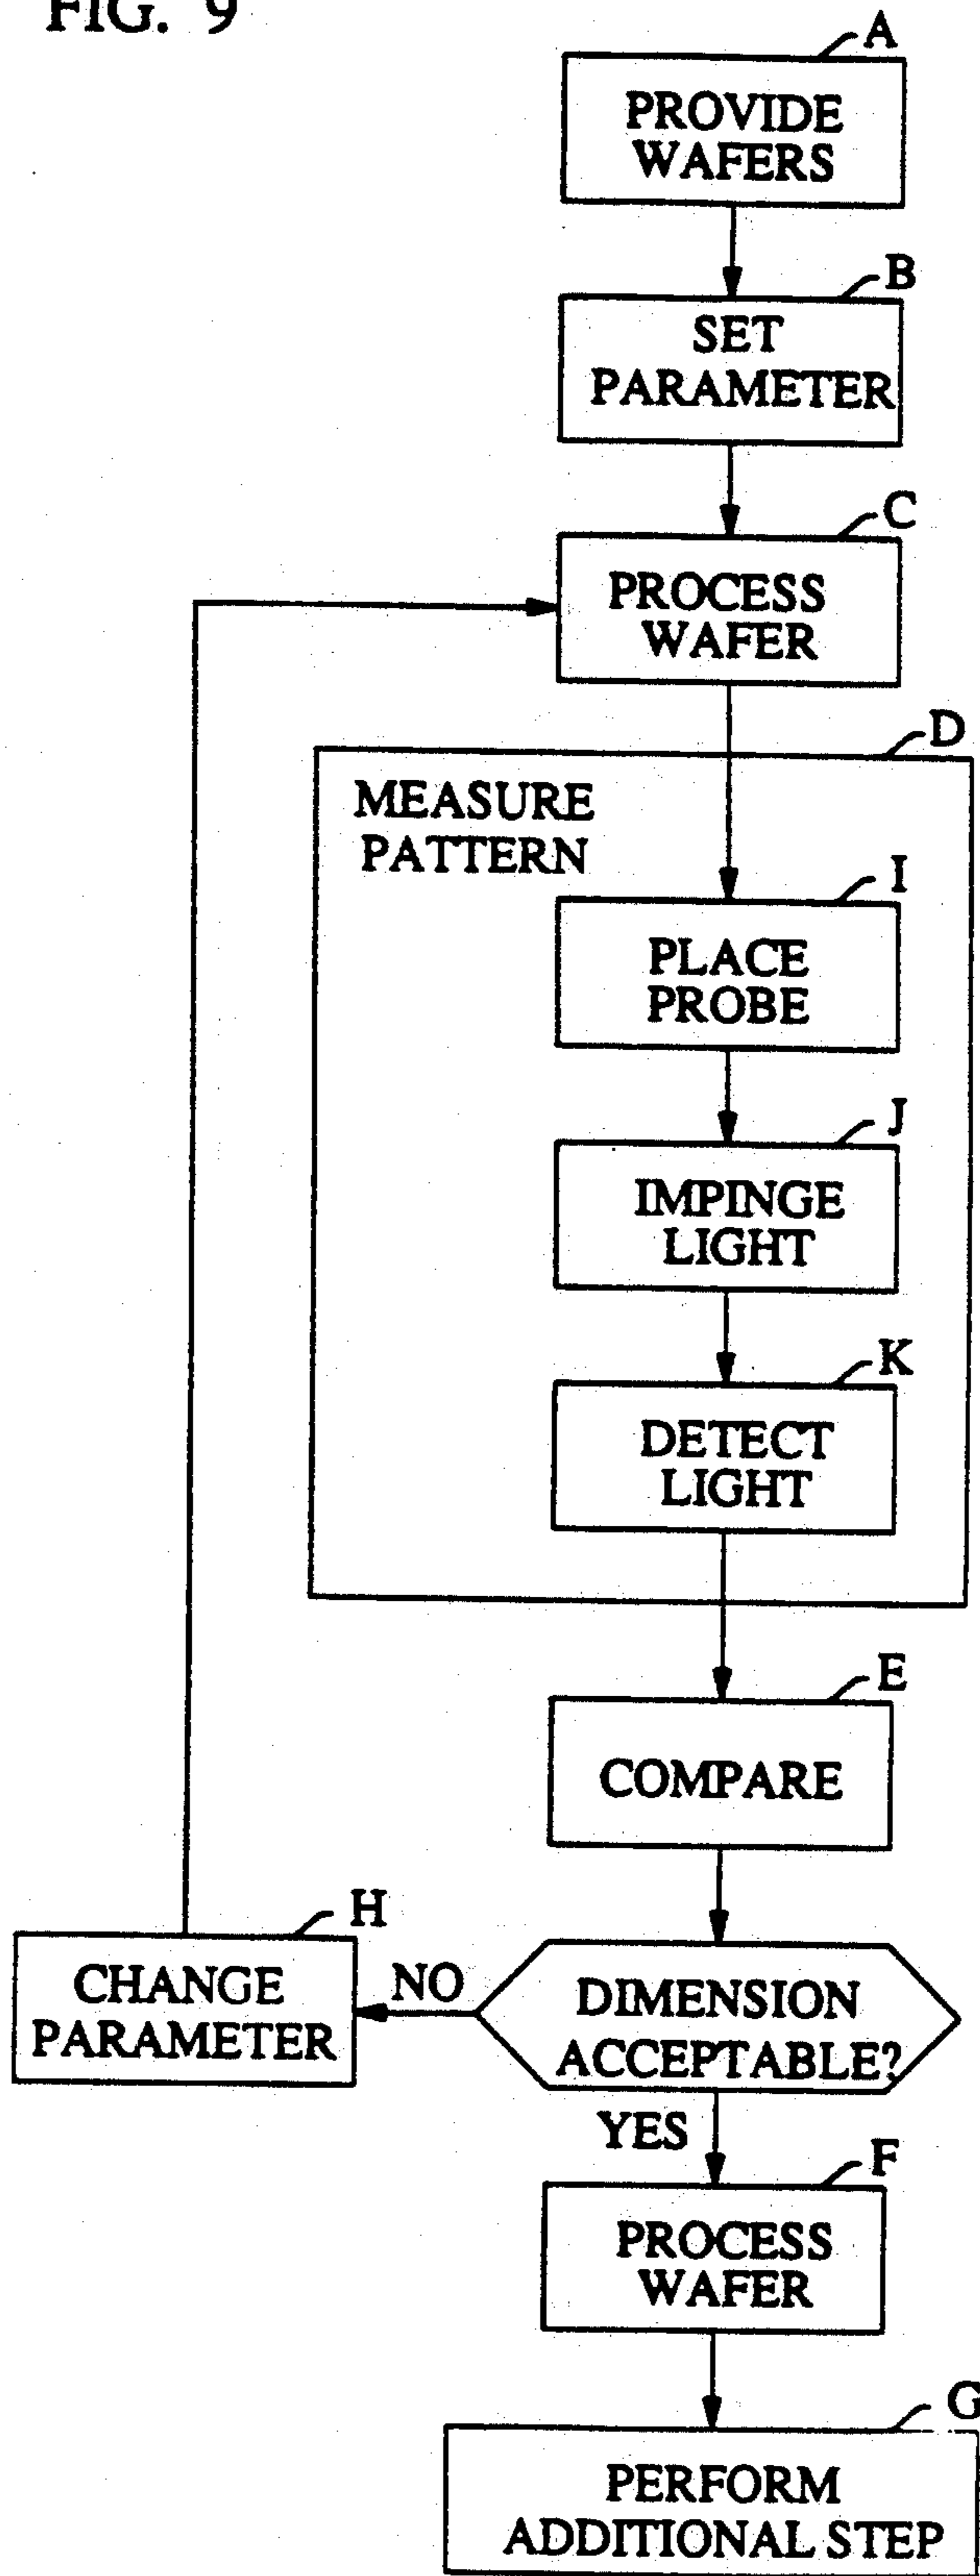 FIG. 9
A
PROVIDE
WAFERS
B
SET
PARAMETER
C
PROCESS
WAFER
D
MEASURE
PATTERN
I
PLACE
PROBE
J
IMPINGE
LIGHT
K
DETECT
LIGHT
E
COMPARE
H
CHANGE
PARAMETER
NO
DIMENSION
ACCEPTABLE?
YES
F
PROCESS
WAFER
G
PERFORM
ADDITIONAL STEP